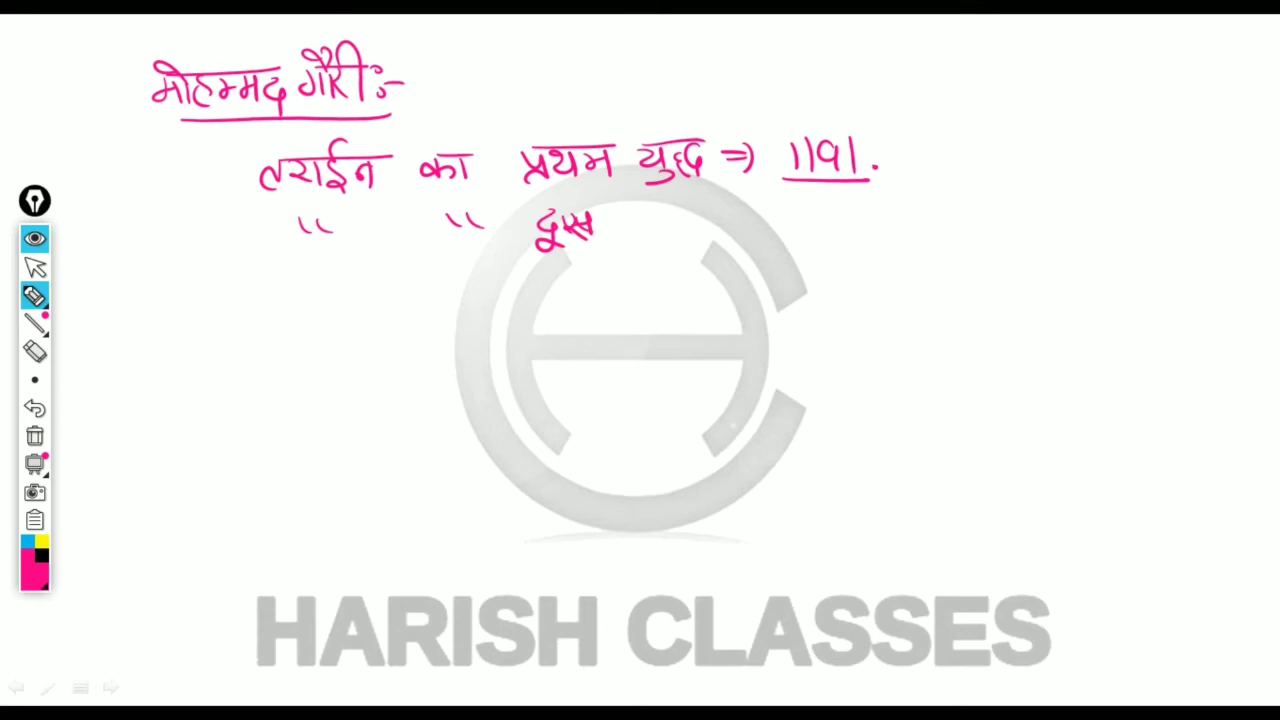 मोहम्मद गौरी:-
तराईन का प्रथम युद्ध ⇒ 1191.
" "
HARISH CLASSES